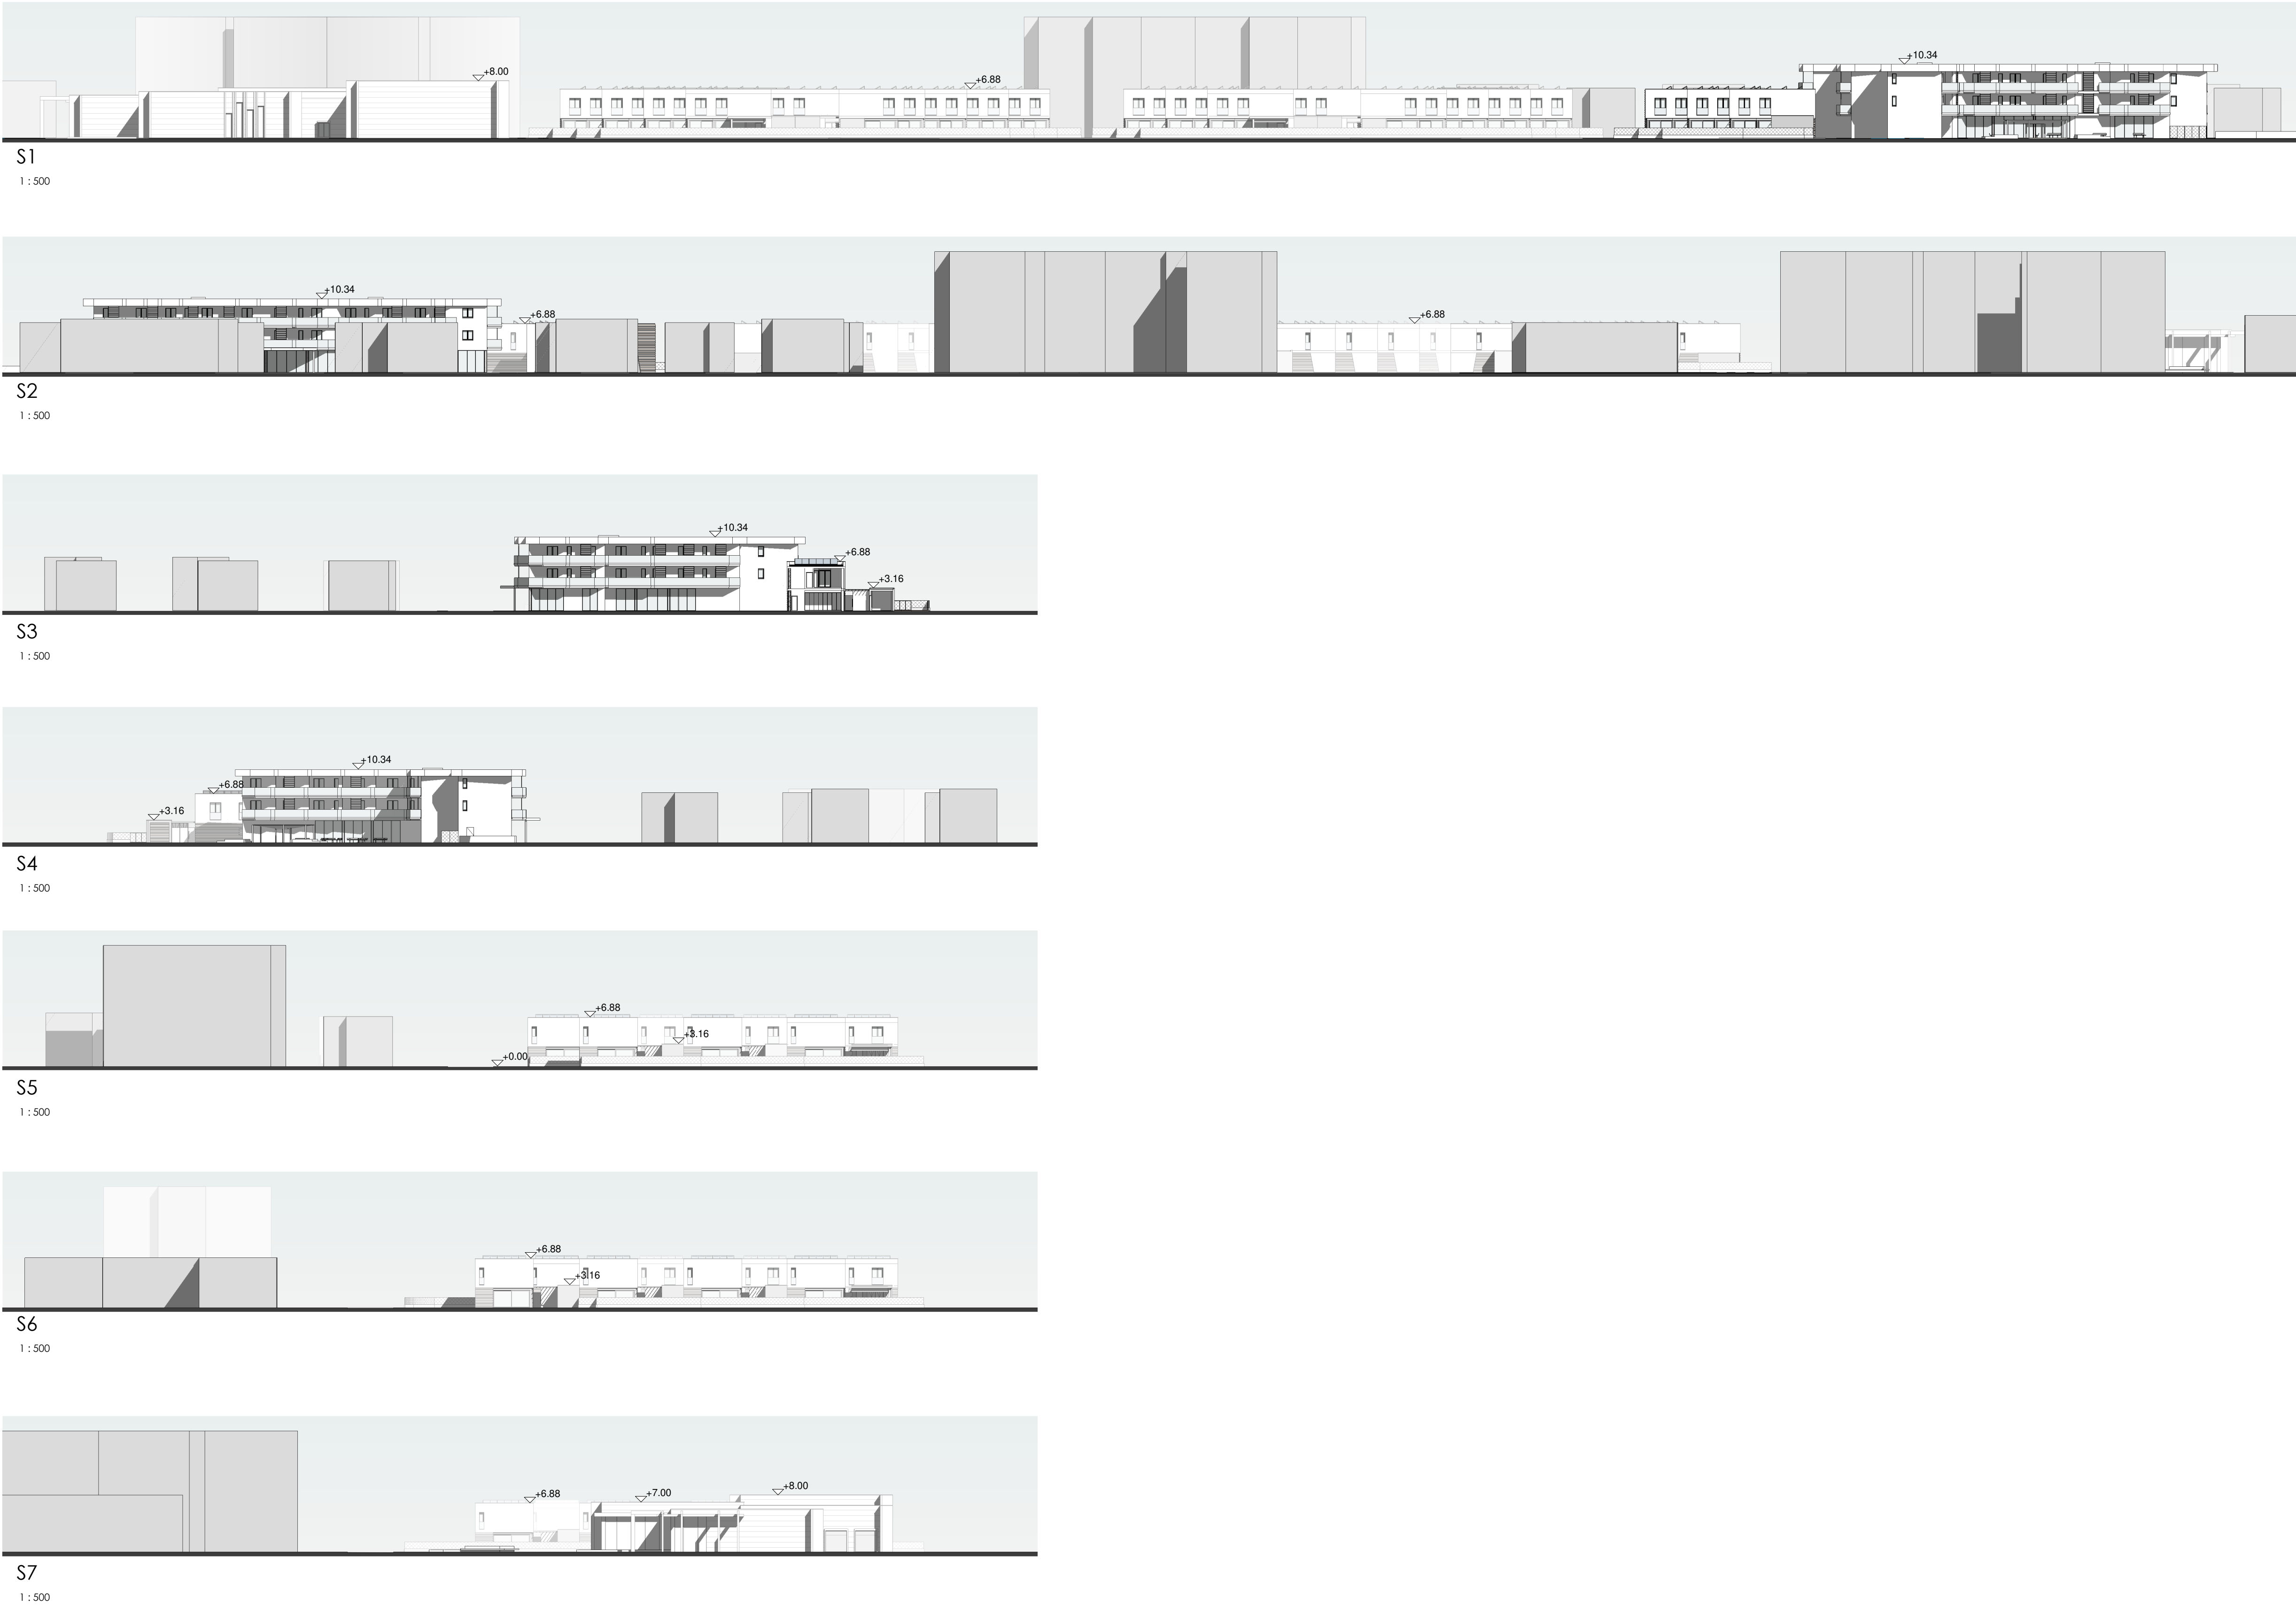 +8.00
+6.88
+10.34
S1
1 : 500
+10.34
+6.88
+6.88
S2
1 : 500
+10.34
+6.88
+3.16
S3
1 : 500
+10.34
+6.88
+3.16
S4
1 : 500
+6.88
+3.16
+0.00
S5
1 : 500
+6.88
+3.16
S6
1 : 500
+6.88
+7.00
+8.00
S7
1 : 500